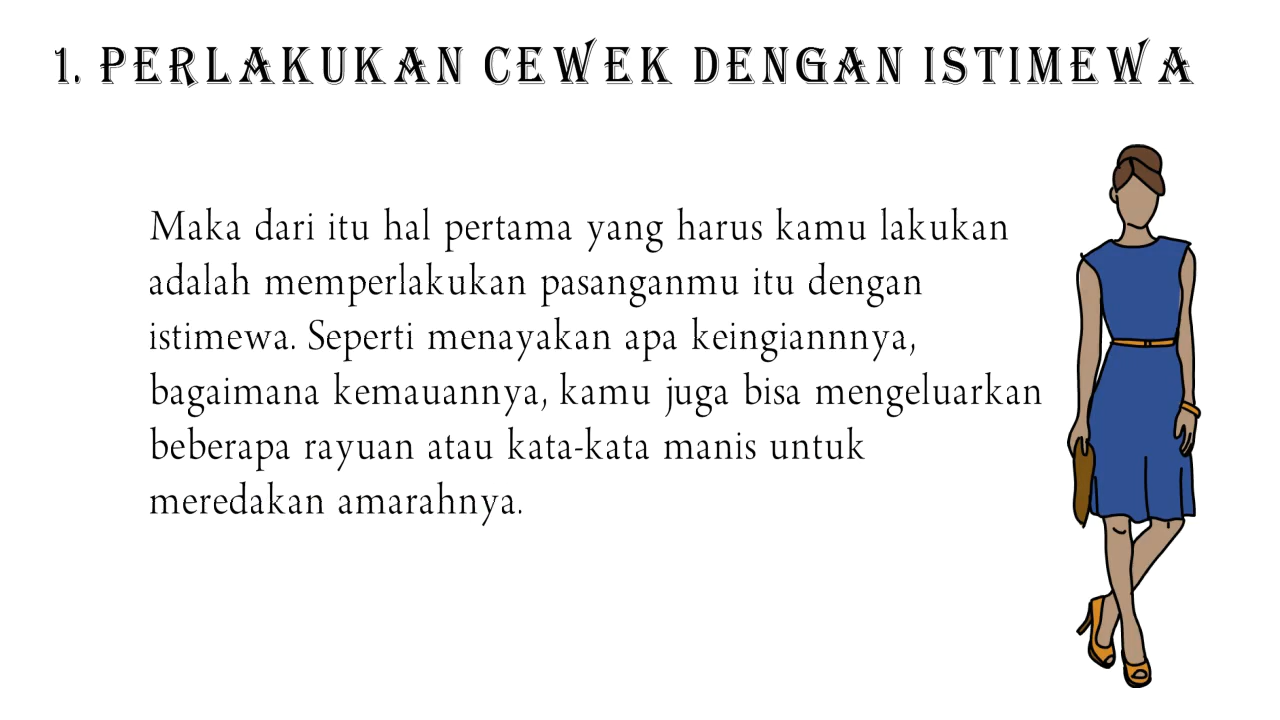 1. PERLAKUKAN CEWEK DENGAN ISTIMEWA
Maka dari itu hal pertama yang harus kamu lakukan
adalah memperlakukan pasanganmu itu dengan
istimewa. Seperti menayakan apa keingiannnya,
bagaimana kemauannya, kamu juga bisa mengeluarkan
beberapa rayuan atau kata-kata manis untuk
meredakan amarahnya.